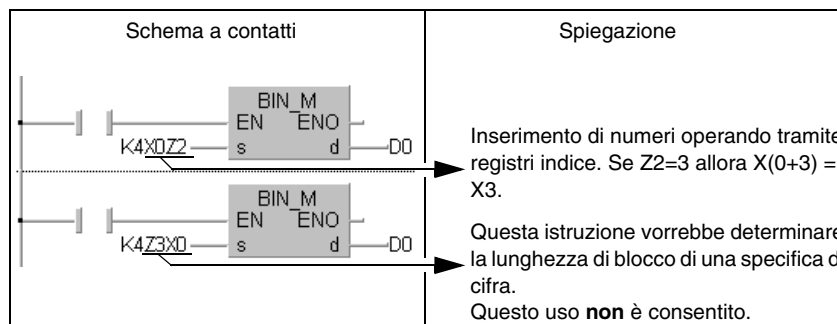 Schema a contatti
Spiegazione
BIN_M
EN ENO
K4X0Z2 s d D0
Inserimento di numeri operando tramite
registri indice. Se Z2=3 allora X(0+3) =
X3.
BIN_M
EN ENO
K4Z3X0 s d D0
Questa istruzione vorrebbe determinare
la lunghezza di blocco di una specifica d
cifra.
Questo uso non è consentito.